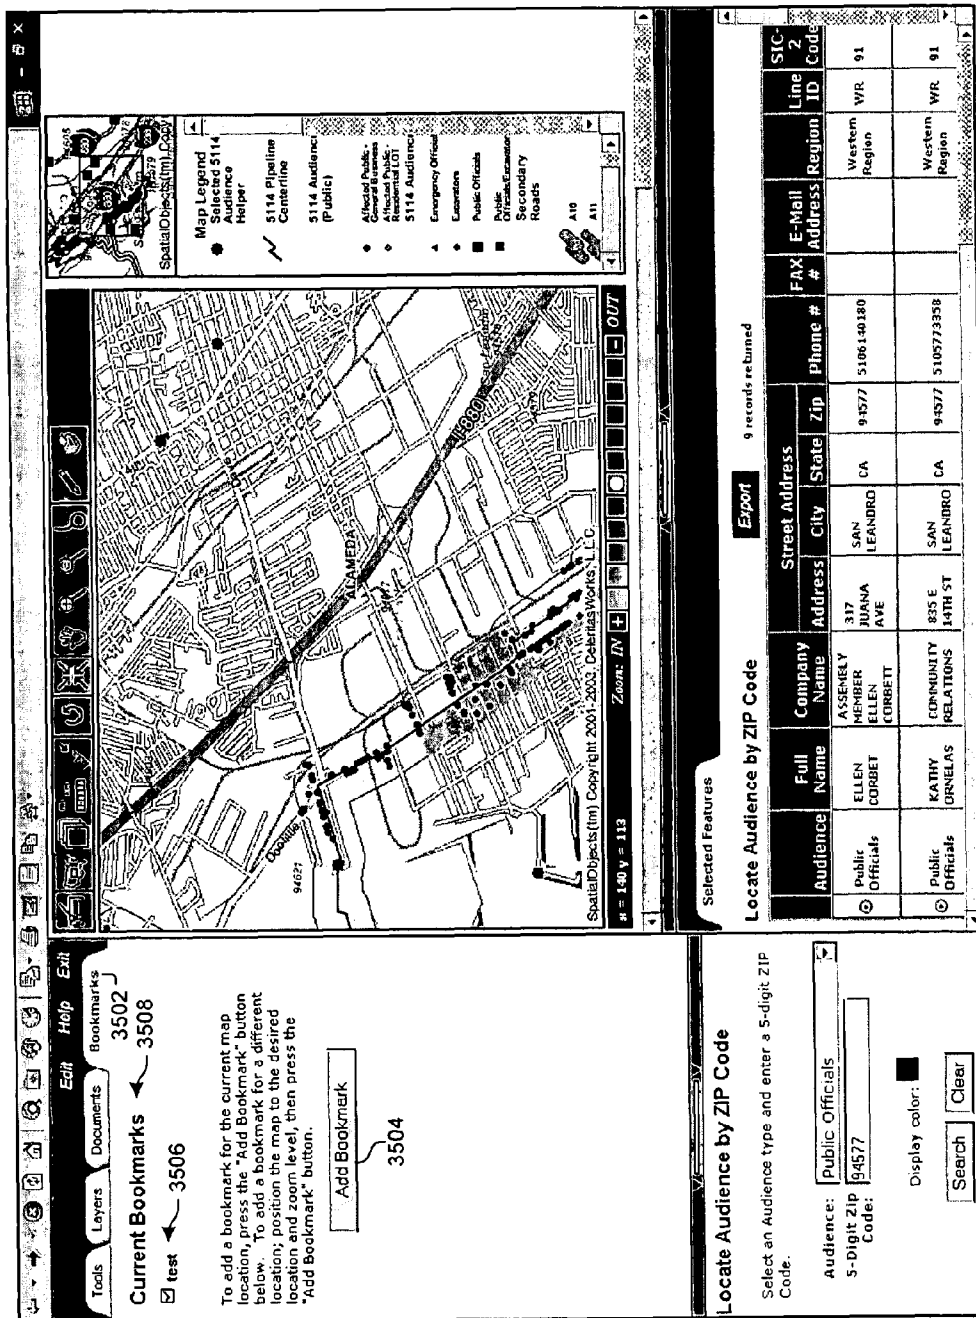 Edit Help Exit
Tools Layers Documents Bookmarks
3502
Current Bookmarks 3508
test 3506
To add a bookmark for the current map
location, press the "Add Bookmark" button
below. To add a bookmark for a different
location; position the map to the desired
location and zoom level, then press the
"Add Bookmark" button.
Add Bookmark
3504
94621
ALAMEDA
I880
SpatialObjects(tm) Copyright 2001-2003, CeritasWorks, L.L.C.
x = 140 y = 113
Zoom: IN + - OUT
SpatialObjects(tm) Copy
Map Legend
Selected 5114
Audience
Helper
5114 Pipeline
Centerline
5114 Audience
(Public)
Affected Public -
General Business
Affected Public -
Residential LOT
5114 Audienc
Emergency Official
Excavators
Public Officials
Public
Officials/Excavator
Secondary
Roads
A10
A11
Locate Audience by ZIP Code
Select an Audience type and enter a 5-digit ZIP
Code.
Audience: Public Officials
5-Digit Zip
Code: 94577
Display color:
Search Clear
Selected Features
Locate Audience by ZIP Code Export 9 records returned
Audience Full Name Company Name Street Address Phone # FAX # E-Mail Address Region Line ID SIC-2 Code
Address City State Zip
Public Officials ELLEN CORBET ASSEMBLY MEMBER ELLEN CORBETT 317 JUANA AVE SAN LEANDRO CA 94577 5106140180 Western Region WR 91
Public Officials KATHY ORNELAS COMMUNITY RELATIONS 835 E 14TH ST SAN LEANDRO CA 94577 5105773358 Western Region WR 91